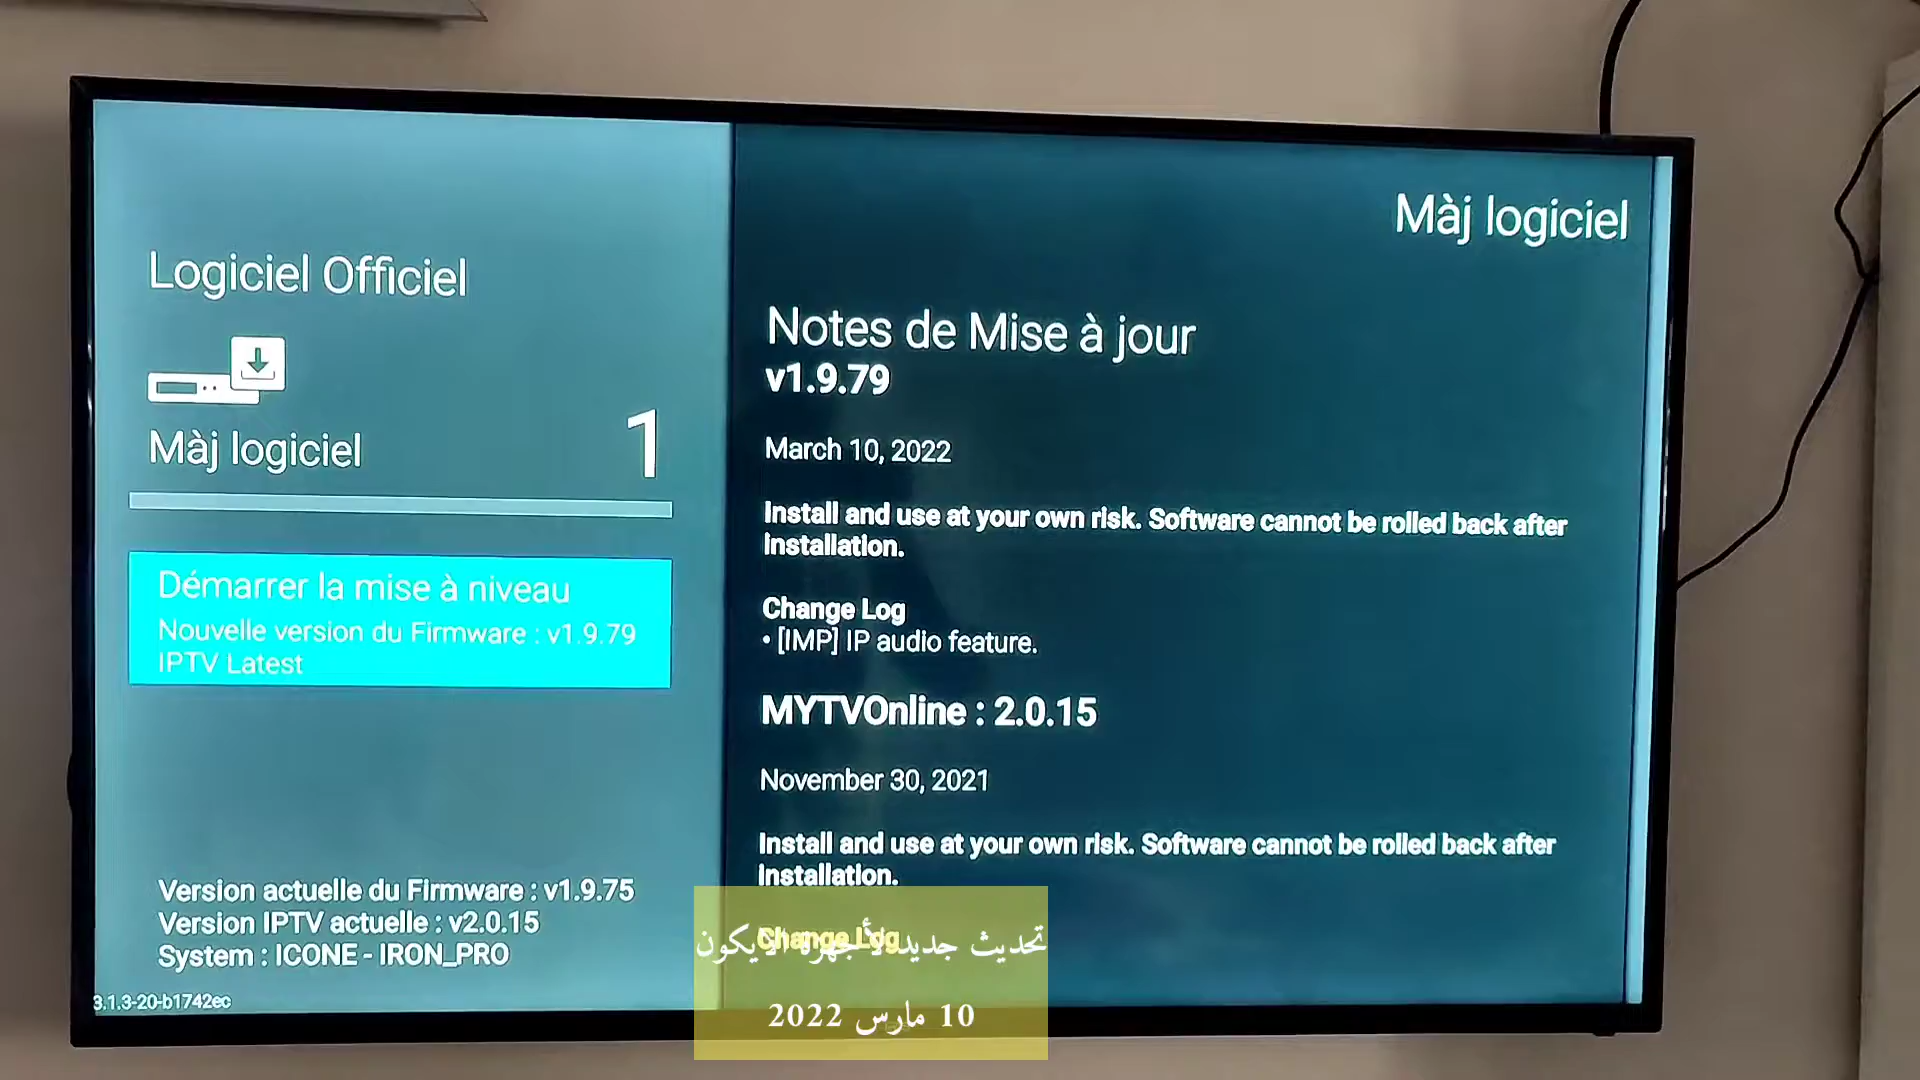 Logiciel Officiel
Màj logiciel
1
Démarrer la mise à niveau
Nouvelle version du Firmware : v1.9.79
IPTV Latest
Version actuelle du Firmware : v1.9.75
Version IPTV actuelle : v2.0.15
System : ICONE - IRON_PRO
3.1.3-20-b1742ec
Màj logiciel
Notes de Mise à jour
v1.9.79
March 10, 2022
Install and use at your own risk. Software cannot be rolled back after
installation.
Change Log
• [IMP] IP audio feature.
MYTVOnline : 2.0.15
November 30, 2021
Install and use at your own risk. Software cannot be rolled back after
installation.
Change Log
تحديث جديد لأجهزة الايكون
10 مارس 2022